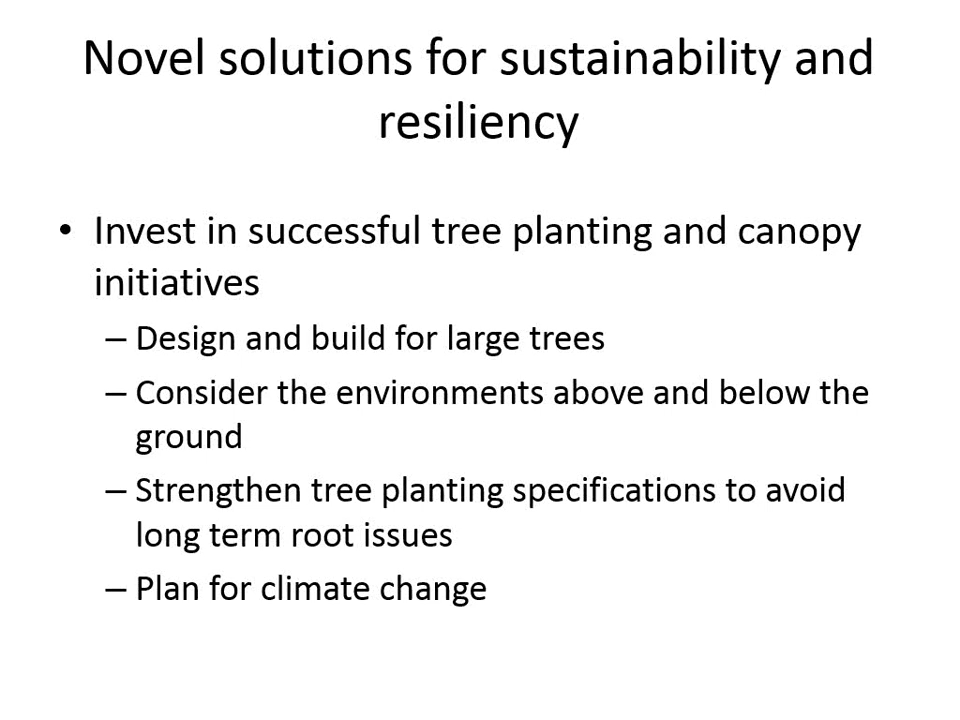 Novel solutions for sustainability and
resiliency
• Invest in successful tree planting and canopy
initiatives
– Design and build for large trees
– Consider the environments above and below the
ground
– Strengthen tree planting specifications to avoid
long term root issues
– Plan for climate change